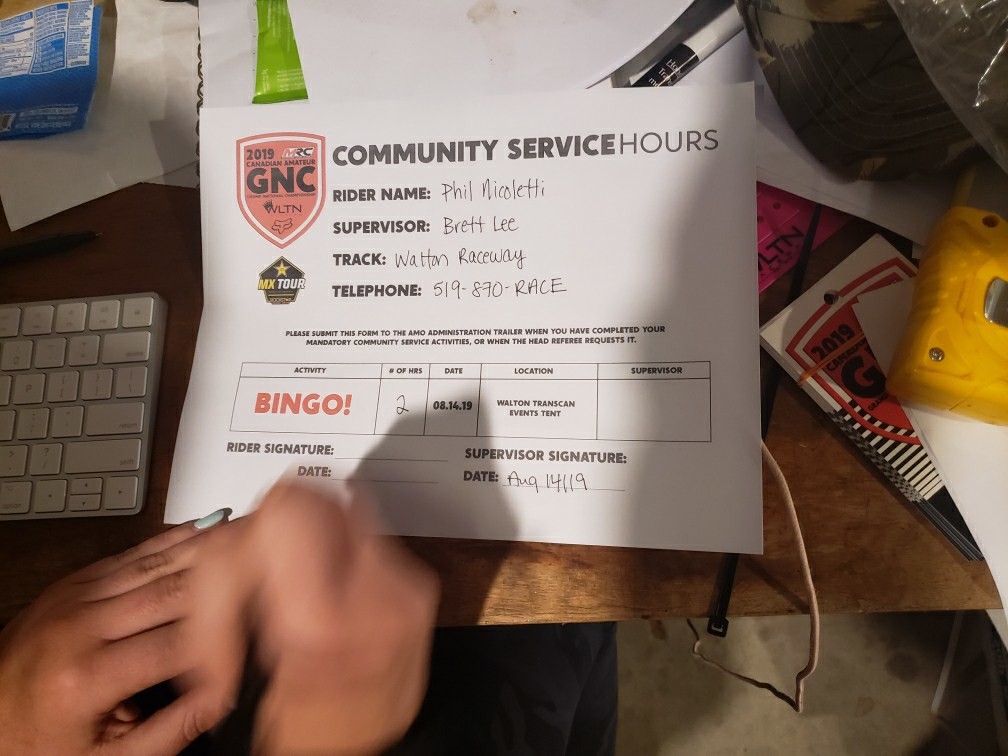 2019 MRC
CANADIAN AMATEUR
GNC
WLTN
FOX
MX TOUR
COMMUNITY SERVICE HOURS
RIDER NAME: Phil Nicoletti
SUPERVISOR: Brett Lee
TRACK: Walton Raceway
TELEPHONE: 519-870-RACE
PLEASE SUBMIT THIS FORM TO THE AMO ADMINISTRATION TRAILER WHEN YOU HAVE COMPLETED YOUR
MANDATORY COMMUNITY SERVICE ACTIVITIES, OR WHEN THE HEAD REFEREE REQUESTS IT.
ACTIVITY # OF HRS DATE LOCATION SUPERVISOR
BINGO! 2 08.14.19 WALTON TRANSCAN
EVENTS TENT
RIDER SIGNATURE: SUPERVISOR SIGNATURE:
DATE: DATE: Aug 14/19
WLTN
2019
return